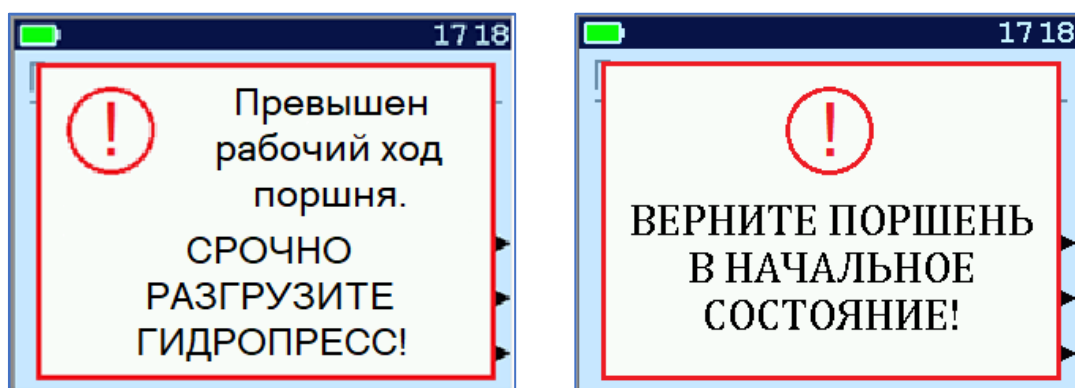 17 18
Превышен
рабочий ход
поршня.
СРОЧНО
РАЗГРУЗИТЕ
ГИДРОПРЕСС!
17 18
ВЕРНИТЕ ПОРШЕНЬ
В НАЧАЛЬНОЕ
СОСТОЯНИЕ!